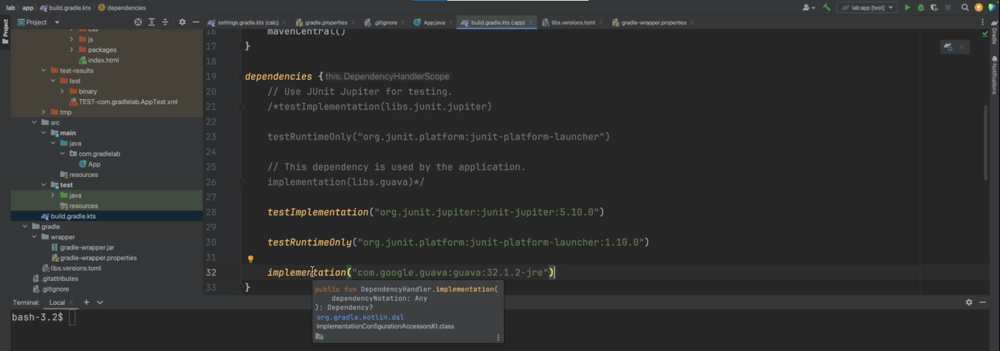 lab app build.gradle.kts dependencies
lab:app [test]
Project
settings.gradle.kts (calc) gradle.properties .gitignore App.java build.gradle.kts (:app) libs.versions.toml gradle-wrapper.properties
Project
css
js
packages
index.html
test-results
test
binary
TEST-com.gradlelab.AppTest.xml
tmp
src
main
java
com.gradlelab
App
resources
test
java
resources
build.gradle.kts
gradle
wrapper
gradle-wrapper.jar
gradle-wrapper.properties
libs.versions.toml
.gitattributes
.gitignore
16 mavenCentral()
17 }
18
19 dependencies { this: DependencyHandlerScope
20 // Use JUnit Jupiter for testing.
21 /*testImplementation(libs.junit.jupiter)
22
23 testRuntimeOnly("org.junit.platform:junit-platform-launcher")
24
25 // This dependency is used by the application.
26 implementation(libs.guava)*/
27
28 testImplementation("org.junit.jupiter:junit-jupiter:5.10.0")
29
30 testRuntimeOnly("org.junit.platform:junit-platform-launcher:1.10.0")
31
32 implementation("com.google.guava:guava:32.1.2-jre")
33 }
public fun DependencyHandler.implementation(
dependencyNotation: Any
): Dependency?
org.gradle.kotlin.dsl
ImplementationConfigurationAccessorsKt.class
Gradle
Notifications
Terminal: Local
bash-3.2$